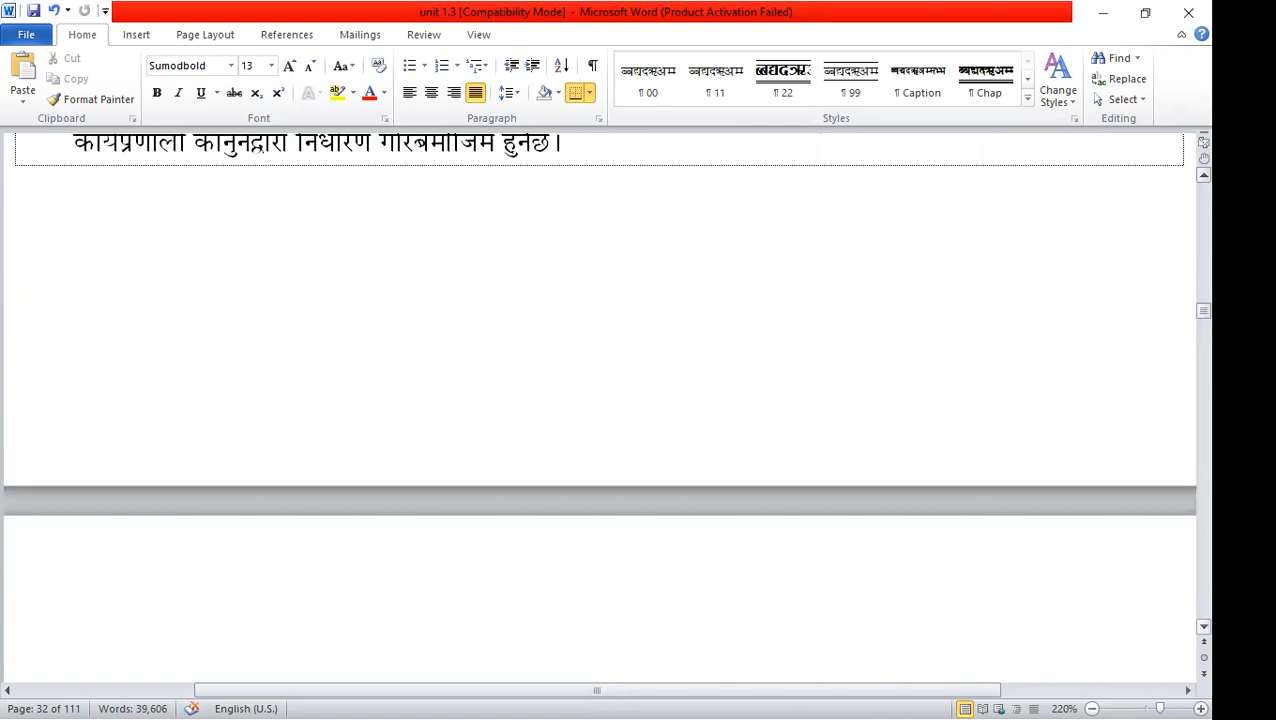 unit 1.3 [Compatibility Mode] - Microsoft Word (Product Activation Failed)
File Home Insert Page Layout References Mailings Review View
Paste
Cut
Copy
Format Painter
Clipboard
Sumodbold 13
Font
Paragraph
¶ 00 ¶ 11 ¶ 22 ¶ 99 ¶ Caption ¶ Chap
Styles
Change Styles
Find
Replace
Select
Editing
कार्यप्रणाली कानुनद्वारा निर्धारण गरिबमोजिम हुनेछ।
Page: 32 of 111 Words: 39,606 English (U.S.) 220%